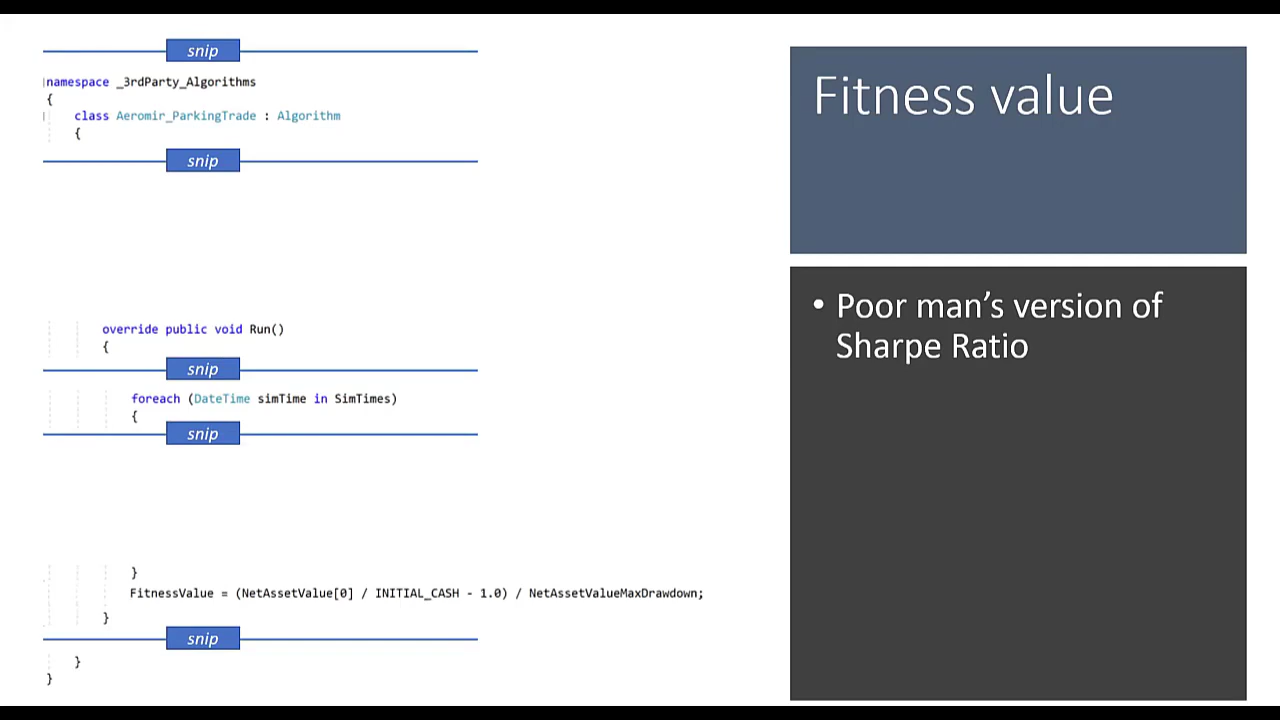 snip
namespace _3rdParty_Algorithms
{
class Aeromir_ParkingTrade : Algorithm
{
snip
override public void Run()
{
snip
foreach (DateTime simTime in SimTimes)
{
snip
}
FitnessValue = (NetAssetValue[0] / INITIAL_CASH - 1.0) / NetAssetValueMaxDrawdown;
}
snip
}
}
Fitness value
• Poor man’s version of
Sharpe Ratio